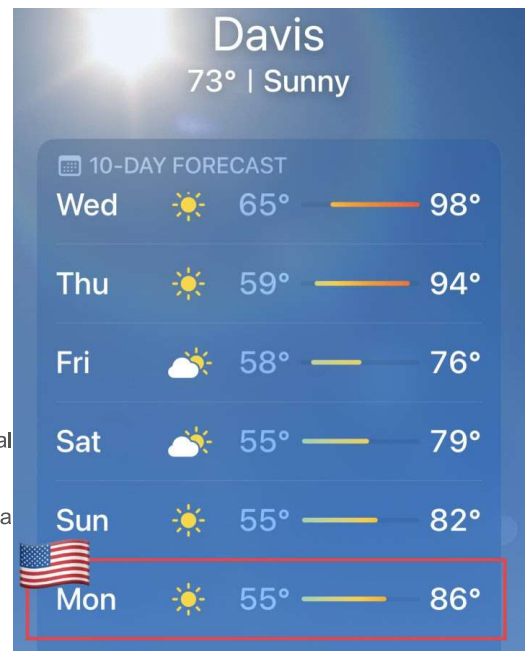 Davis
73° | Sunny
10-DAY FORECAST
Wed 65° 98°
Thu 59° 94°
Fri 58° 76°
al
Sat 55° 79°
a
Sun 55° 82°
Mon 55° 86°